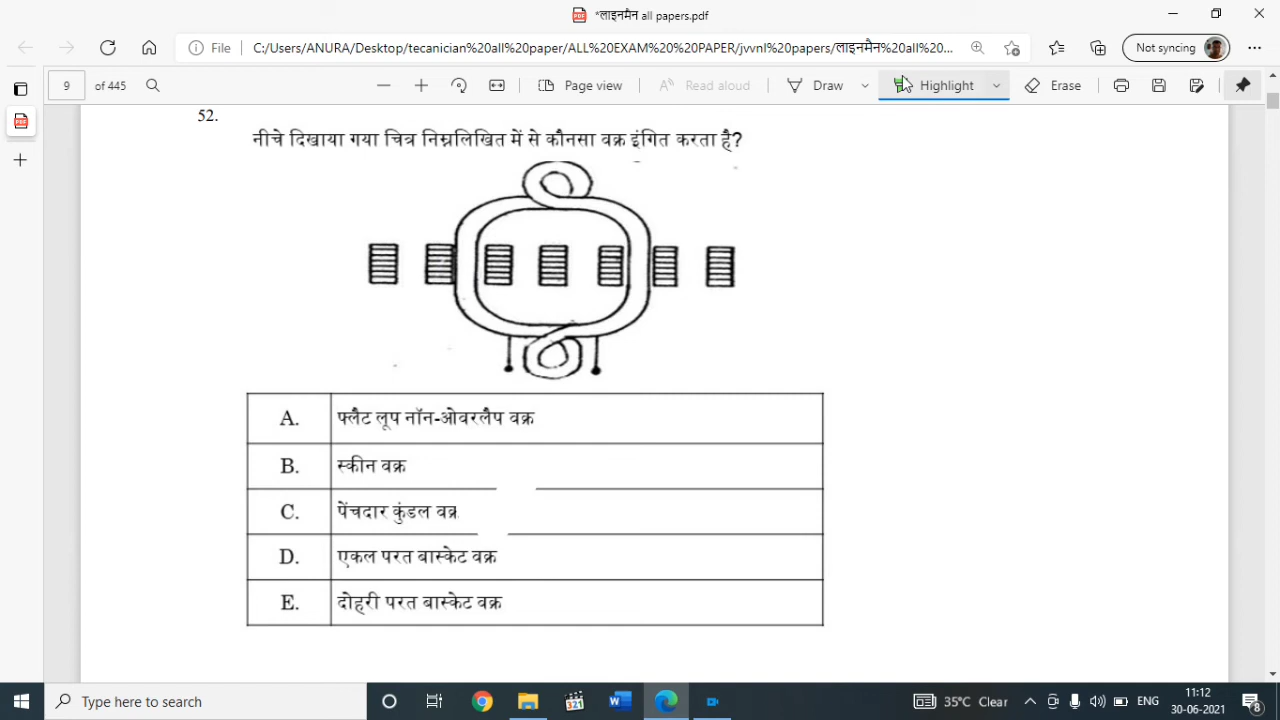 *लाइनमैन all papers.pdf
File C:/Users/ANURA/Desktop/tecanician%20all%20paper/ALL%20EXAM%20%20PAPER/jvvnl%20papers/लाइनमैन%20all%20... Not syncing
9 of 445 Page view Read aloud Draw Highlight Erase
52.
नीचे दिखाया गया चित्र निम्नलिखित में से कौनसा वक्र इंगित करता है?
A. फ्लैट लूप नॉन-ओवरलैप वक्र
B. स्कीन वक्र
C. पेंचदार कुंडल वक्र
D. एकल परत बास्केट वक्र
E. दोहरी परत बास्केट वक्र
Type here to search 321 35°C Clear ENG 11:12
30-06-2021 8